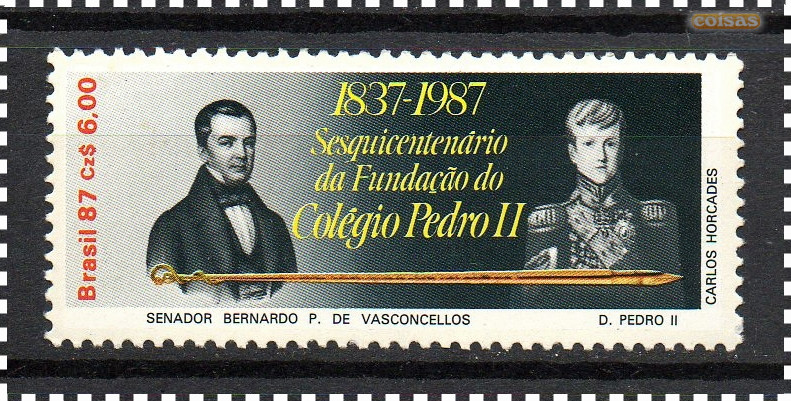 coisas
Brasil 87 Cz$ 6,00
1837-1987
Sesquicentenário
da Fundação do
Colégio Pedro II
CARLOS HORCADES
SENADOR BERNARDO P. DE VASCONCELLOS
D. PEDRO II